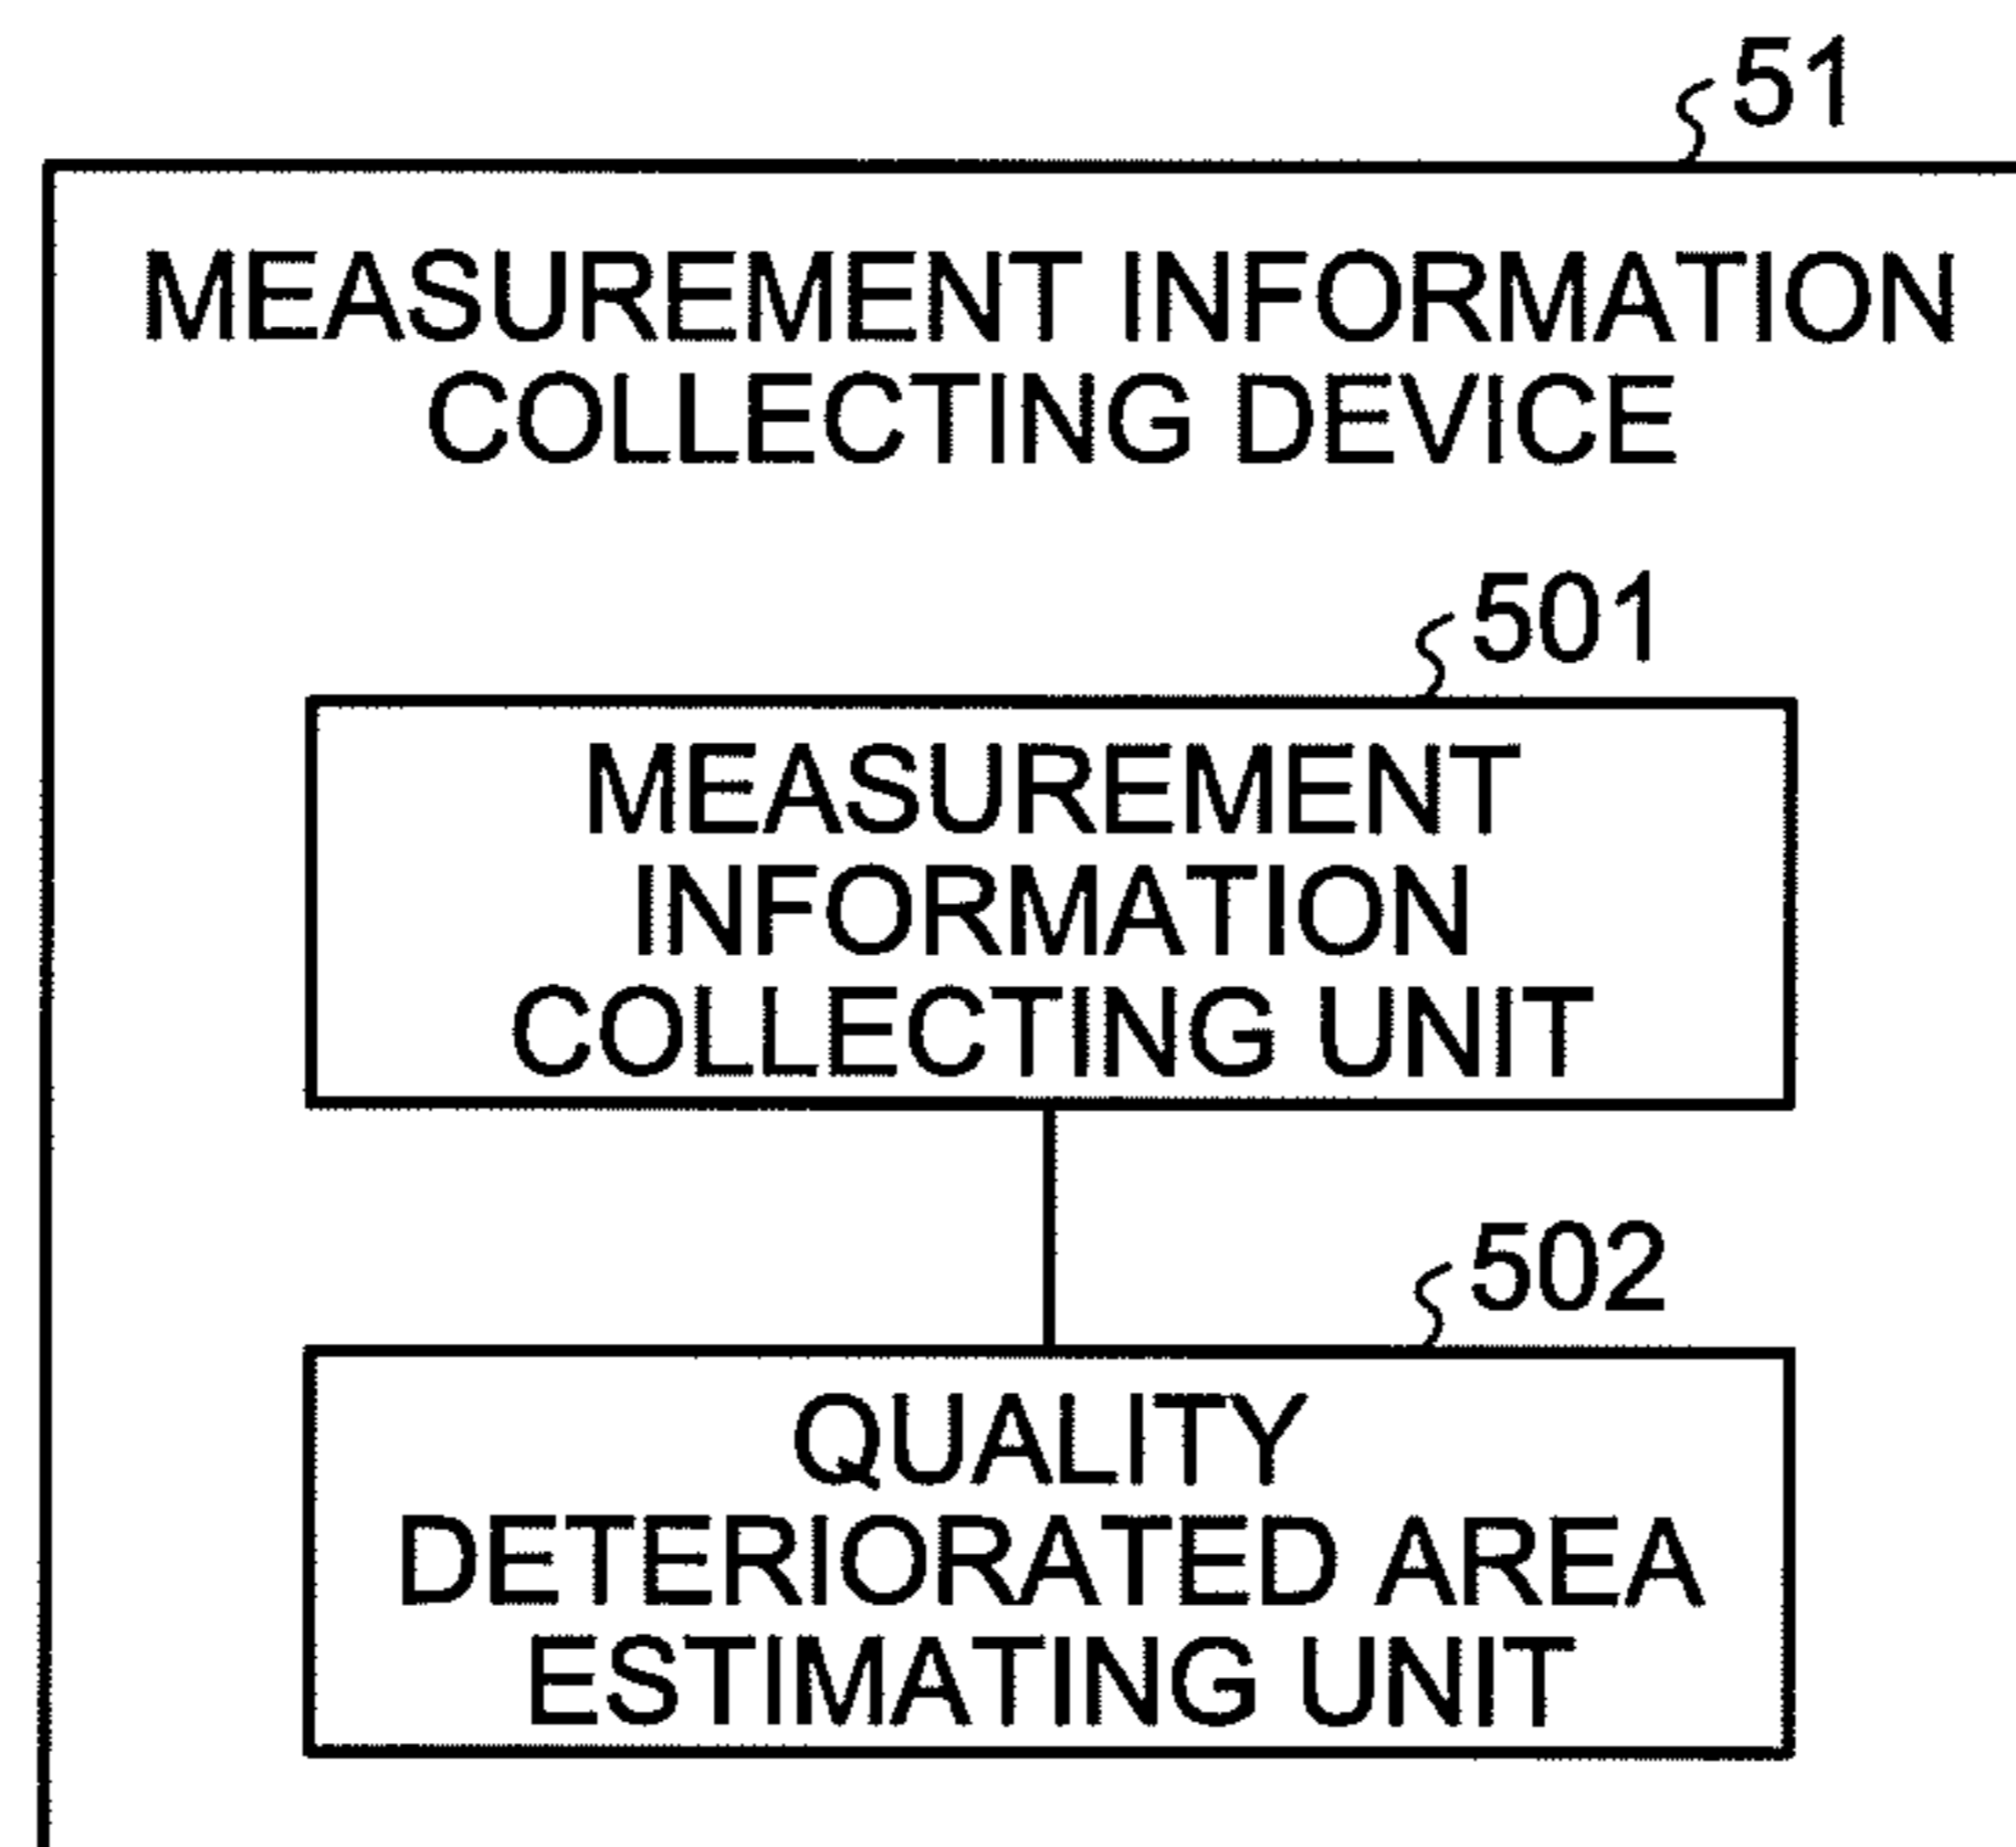 51
MEASUREMENT INFORMATION
COLLECTING DEVICE
501
MEASUREMENT
INFORMATION
COLLECTING UNIT
502
QUALITY
DETERIORATED AREA
ESTIMATING UNIT